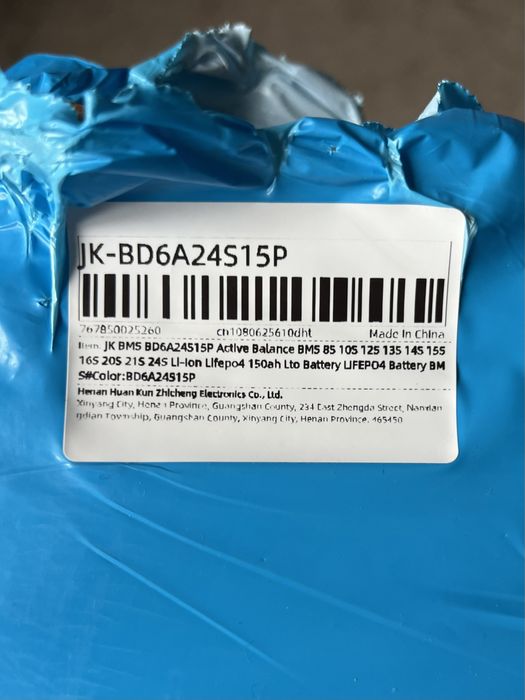 JK-BD6A24S15P
767850025260 cn1080625610dht Made In China
Item: JK BMS BD6A24S15P Active Balance BMS 8S 10S 12S 13S 14S 15S
16S 20S 21S 24S Li-Ion Lifepo4 150ah Lto Battery LIFEPO4 Battery BM
S#Color:BD6A24S15P
Henan Huan Kun Zhicheng Electronics Co., Ltd.
Xinyang City, Henan Province, Guangshan County, 234 East Zhengda Street, Nanxian
gdian Township, Guangshan County, Xinyang City, Henan Province, 465450